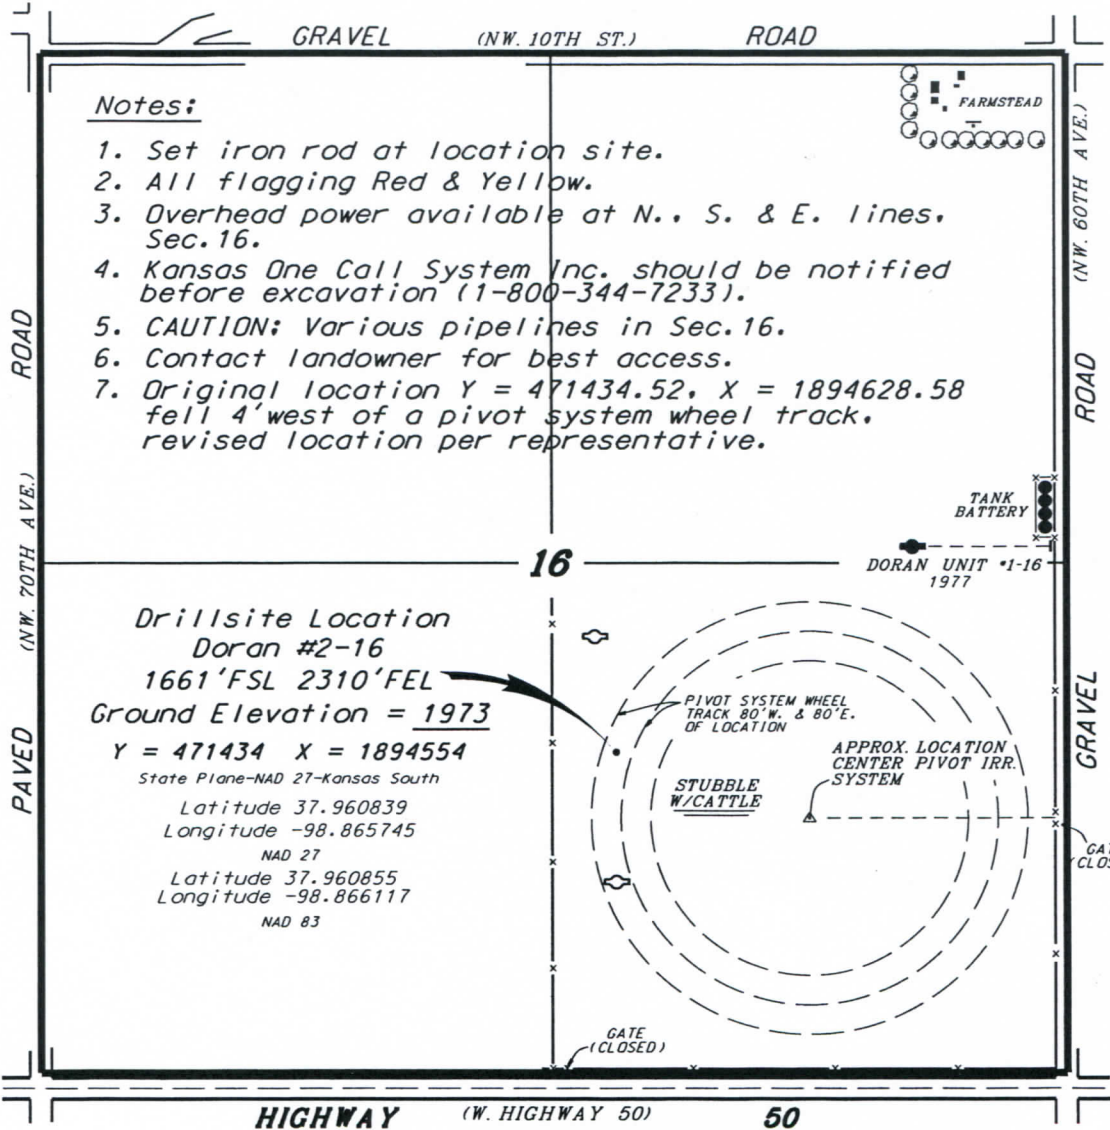 GRAVEL (NW. 10TH ST.) ROAD
FARMSTEAD
Notes:
1. Set iron rod at location site.
2. All flagging Red & Yellow.
3. Overhead power available at N., S. & E. lines,
Sec. 16.
4. Kansas One Call System Inc. should be notified
before excavation (1-800-344-7233).
5. CAUTION: Various pipelines in Sec. 16.
6. Contact landowner for best access.
7. Original location Y = 471434.52, X = 1894628.58
fell 4' west of a pivot system wheel track,
revised location per representative.
PAVED (NW. 70TH AVE.) ROAD
GRAVEL ROAD (NW. 60TH AVE.)
TANK
BATTERY
16
DORAN UNIT #1-16
1977
Drillsite Location
Doran #2-16
1661'FSL 2310'FEL
Ground Elevation = 1973
Y = 471434 X = 1894554
State Plane-NAD 27-Kansas South
Latitude 37.960839
Longitude -98.865745
NAD 27
Latitude 37.960855
Longitude -98.866117
NAD 83
PIVOT SYSTEM WHEEL
TRACK 80'W. & 80'E.
OF LOCATION
APPROX. LOCATION
CENTER PIVOT IRR.
SYSTEM
STUBBLE
W/CATTLE
GAT
(CLOS
GATE
(CLOSED)
HIGHWAY (W. HIGHWAY 50) 50